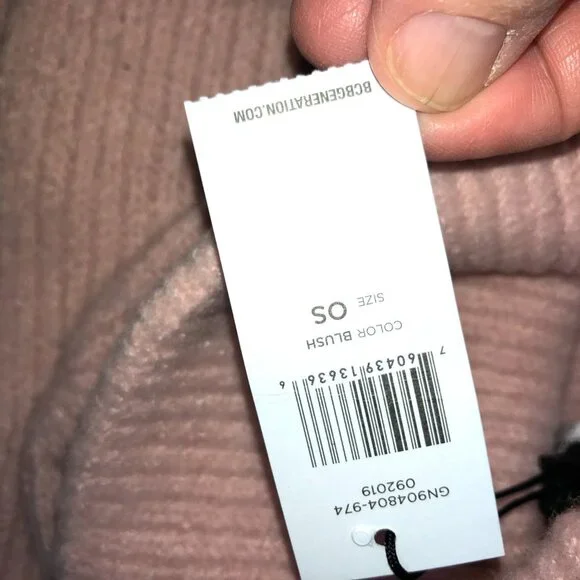 GN904804-974
092019
7 60439 13636 6
COLOR BLUSH
SIZE OS
BCBGENERATION.COM